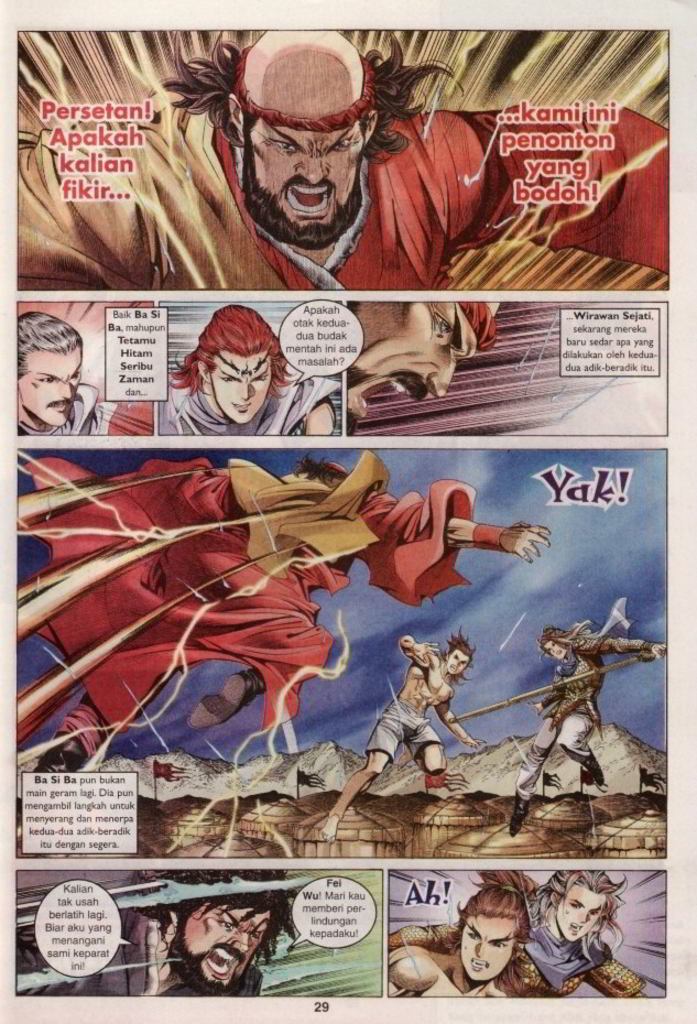 Persetan!
Apakah
kalian
fikir...
...kami ini
penonton
yang
bodoh!
Baik Ba Si
Ba, mahupun
Tetamu
Hitam
Seribu
Zaman
dan...
Apakah
otak kedua-
dua budak
mentah ini ada
masalah?
...Wirawan Sejati,
sekarang mereka
baru sedar apa yang
dilakukan oleh kedua-
dua adik-beradik itu.
Yak!
Ba Si Ba pun bukan
main geram lagi. Dia pun
mengambil langkah untuk
menyerang dan menerpa
kedua-dua adik-beradik
itu dengan segera.
Kalian
tak usah
berlatih lagi.
Biar aku yang
menangani
sami keparat
ini!
Fei
Wu! Mari kau
memberi per-
lindungan
kepadaku!
Ah!
29